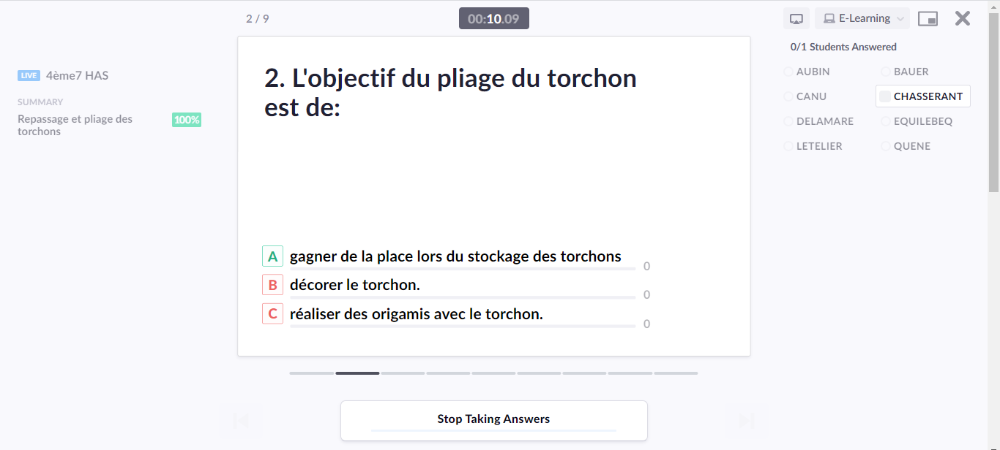 2 / 9
00:10.09
E-Learning
0/1 Students Answered
LIVE 4ème7 HAS
SUMMARY
Repassage et pliage des
torchons
100%
2. L'objectif du pliage du torchon
est de:
A gagner de la place lors du stockage des torchons
0
B décorer le torchon.
0
C réaliser des origamis avec le torchon.
0
AUBIN BAUER
CANU CHASSERANT
DELAMARE EQUILEBEQ
LETELIER QUENE
Stop Taking Answers